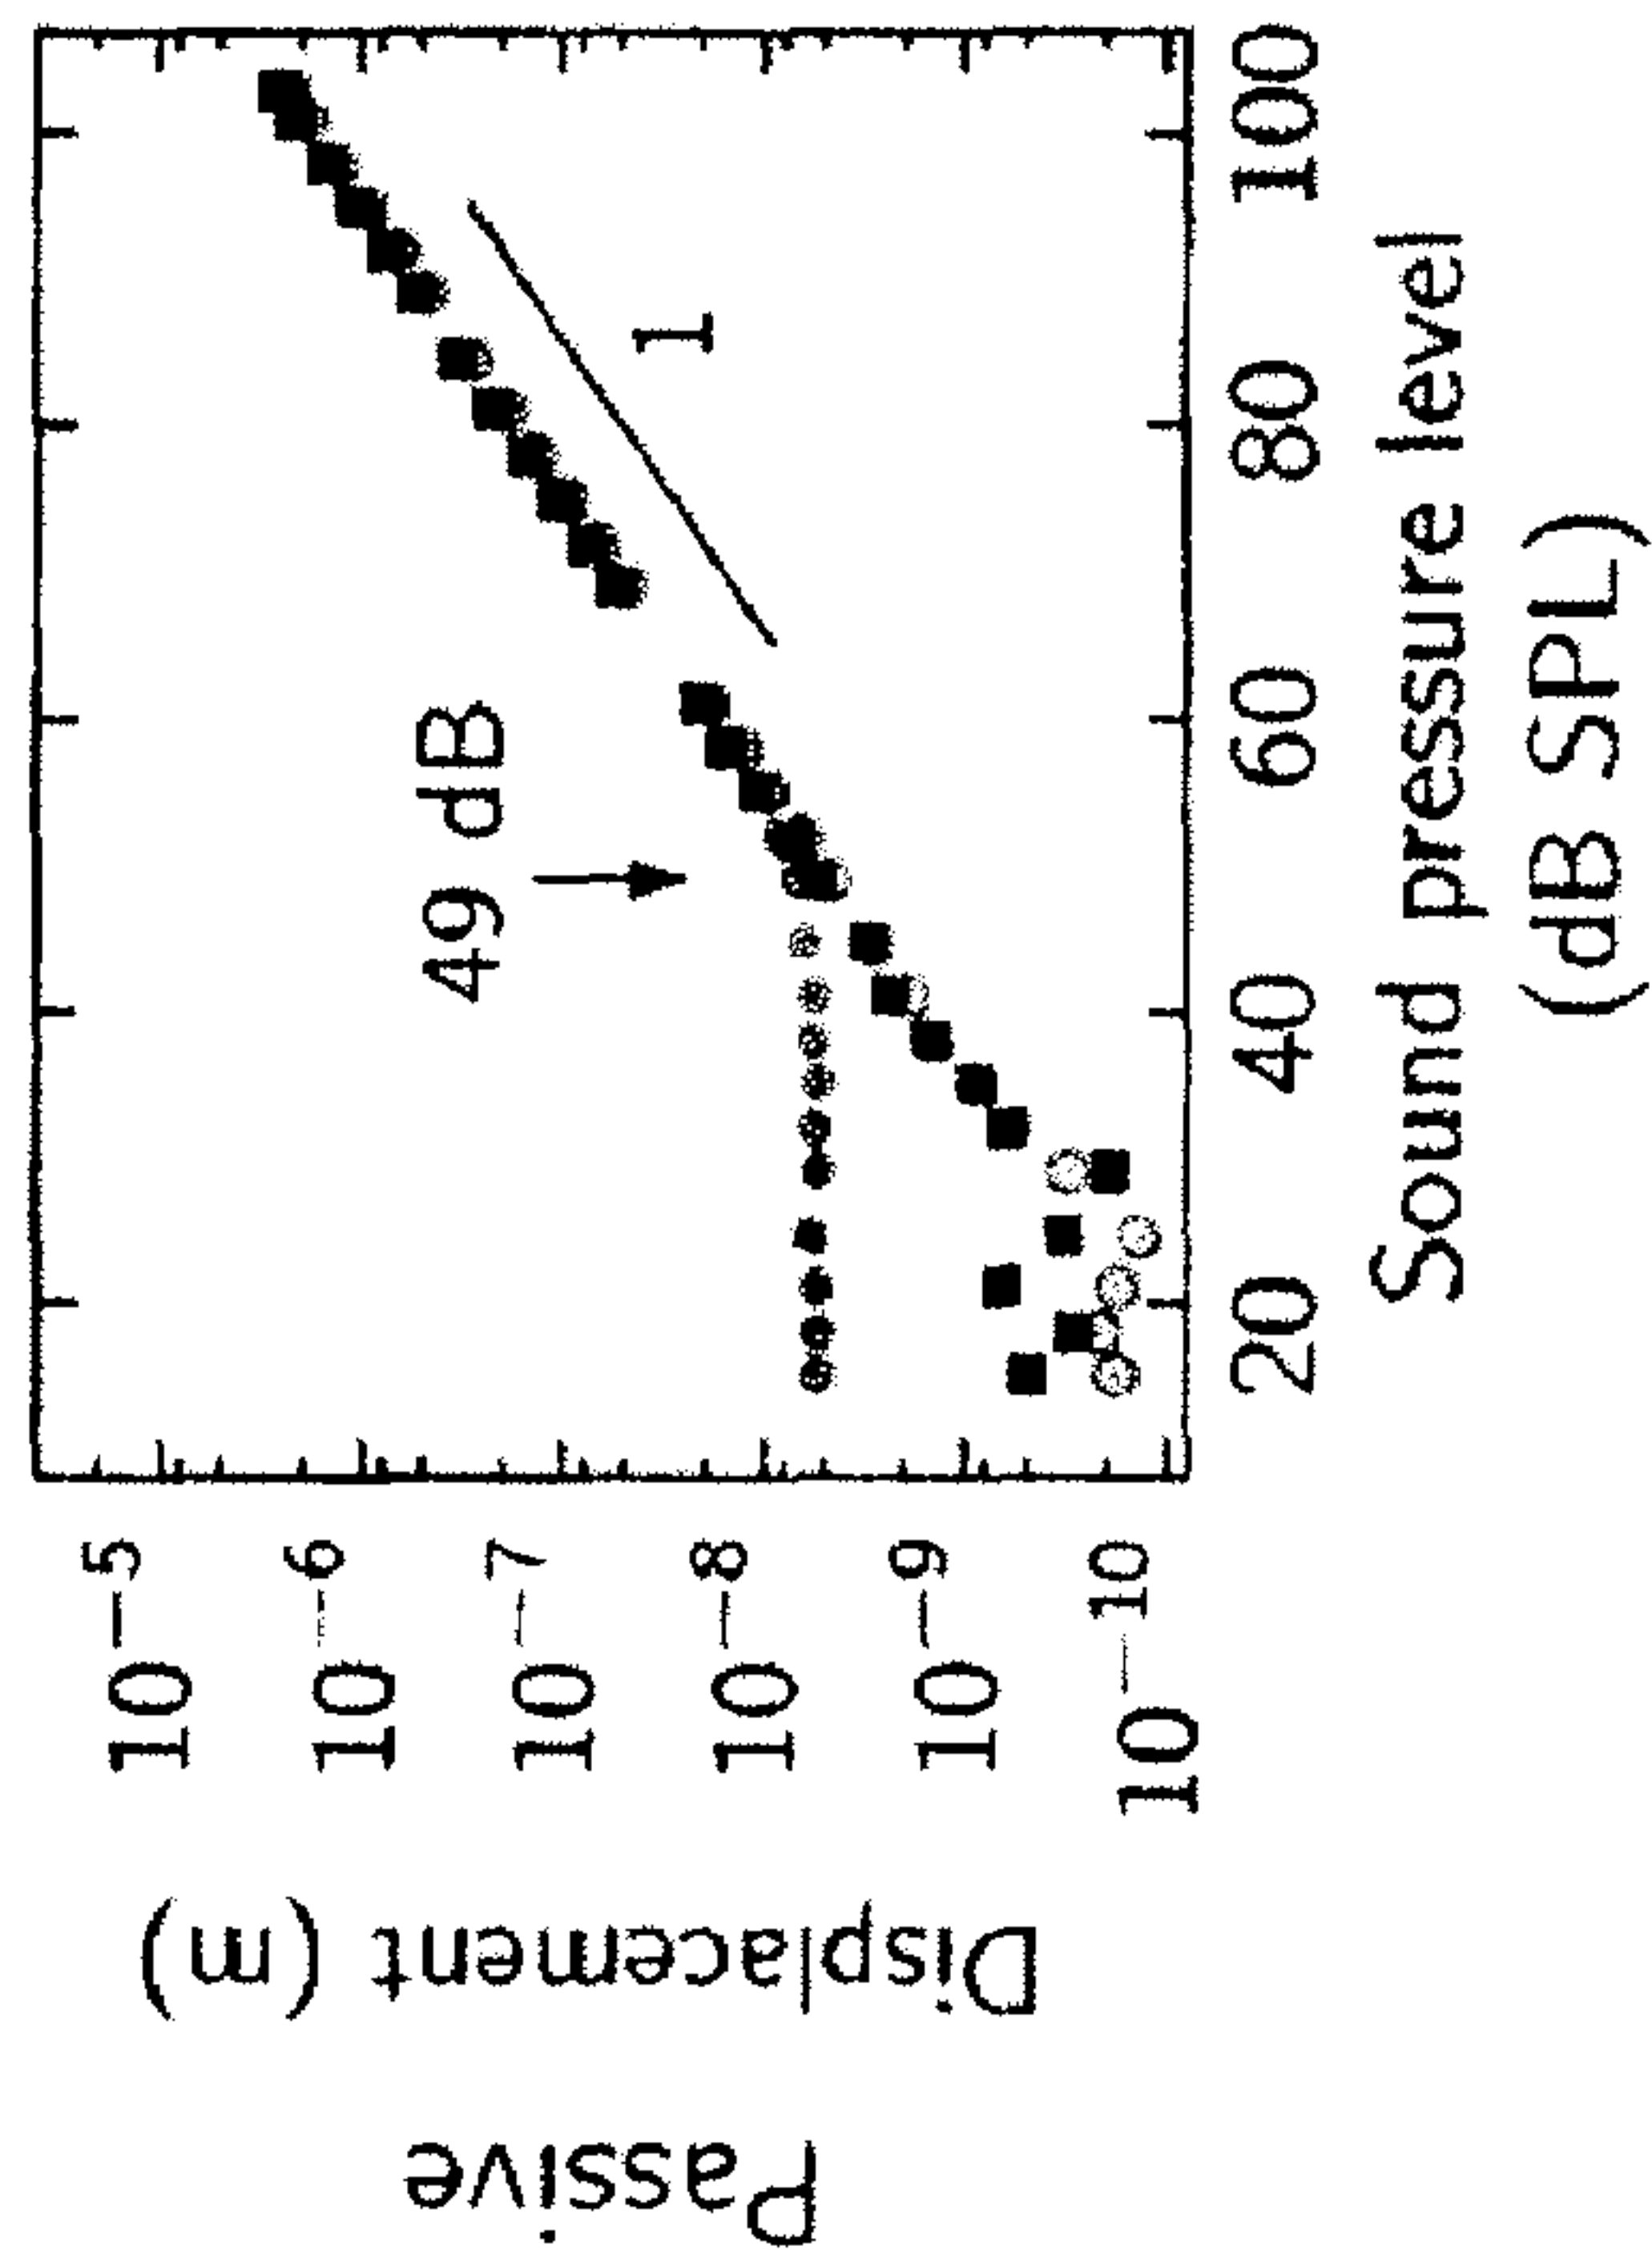 Passive
Displacement (m)
10⁻⁵
10⁻⁶
10⁻⁷
10⁻⁸
10⁻⁹
10⁻¹⁰
49 dB
1
20 40 60 80 100
Sound pressure level
(dB SPL)